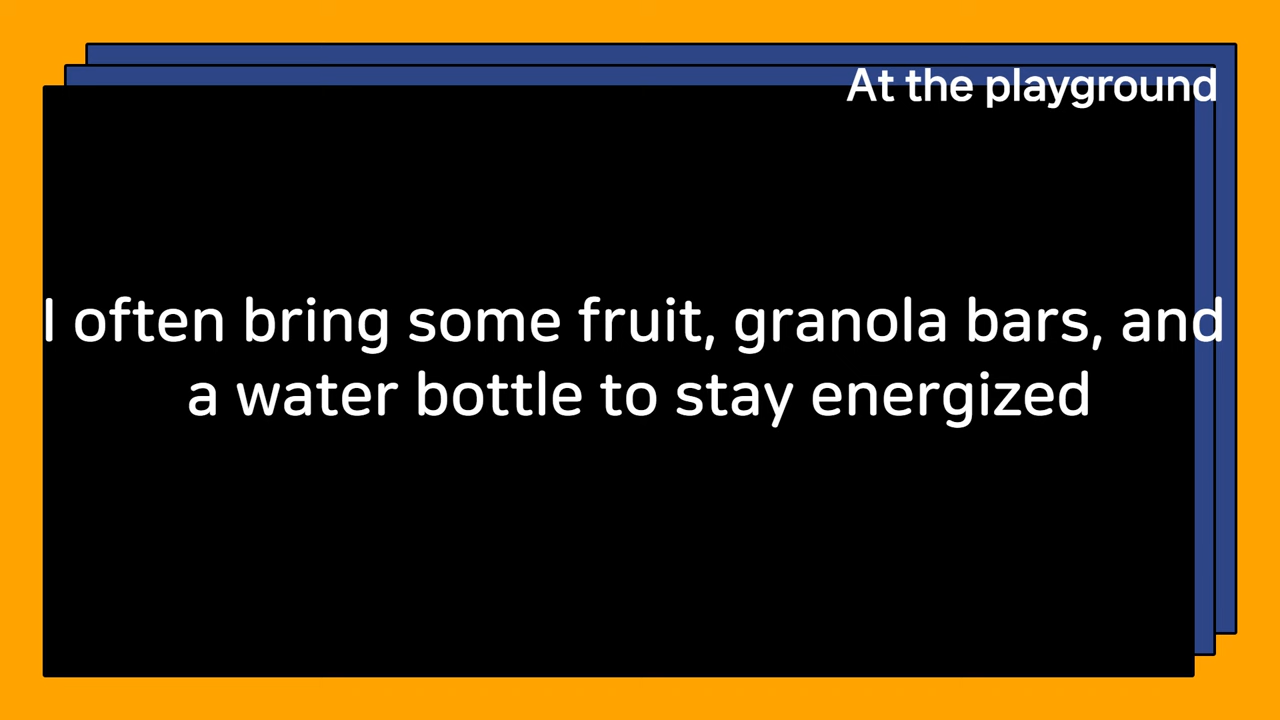 At the playground
I often bring some fruit, granola bars, and
a water bottle to stay energized